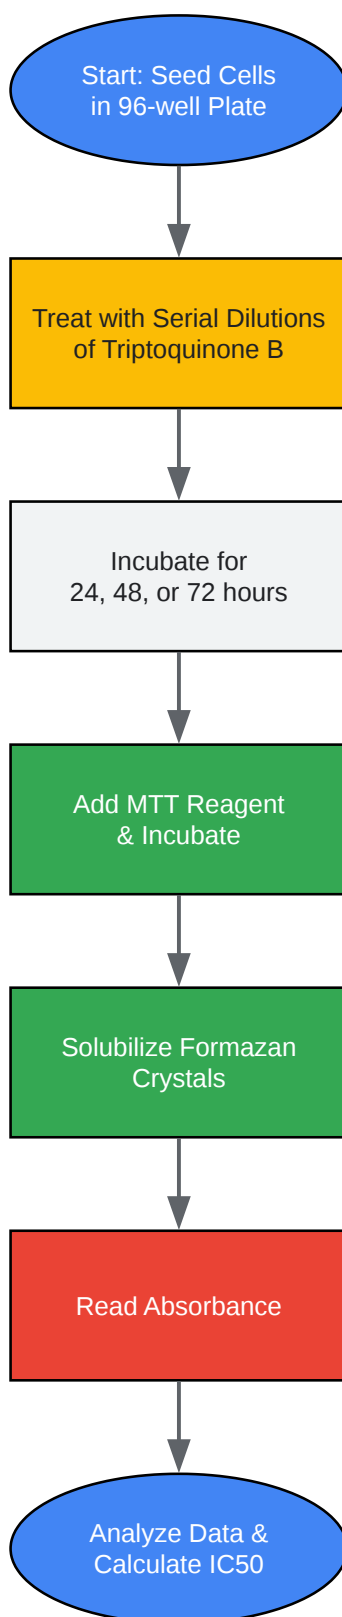 Start: Seed Cells
in 96-well Plate
Treat with Serial Dilutions
of Triptoquinone B
Incubate for
24, 48, or 72 hours
Add MTT Reagent
& Incubate
Solubilize Formazan
Crystals
Read Absorbance
Analyze Data &
Calculate IC50